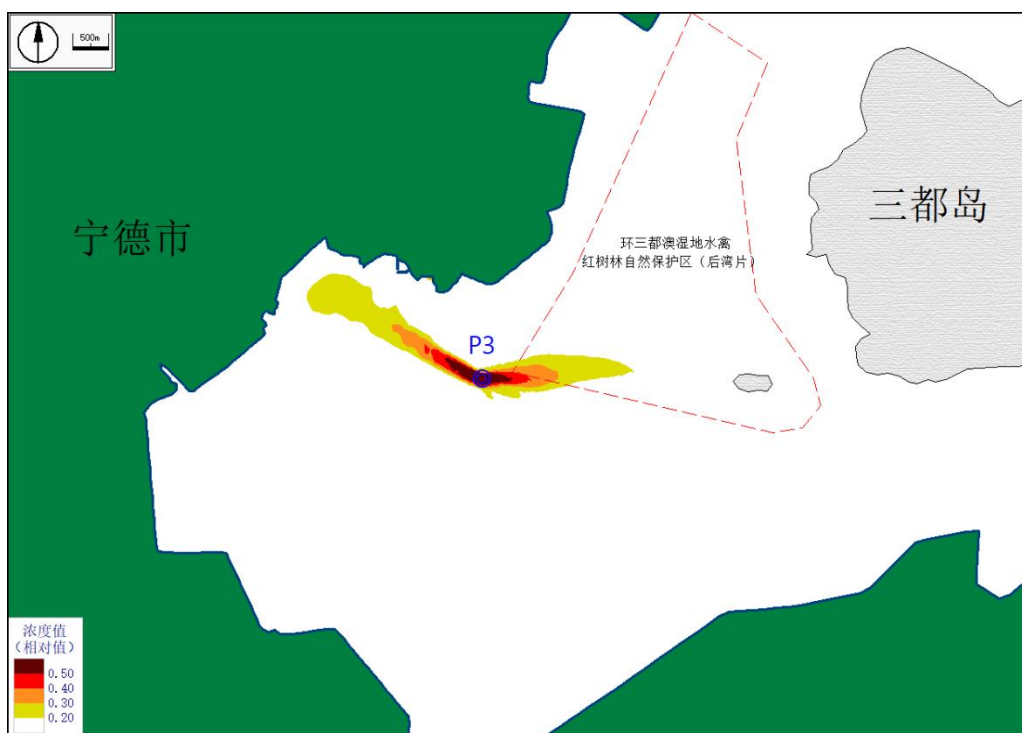 500m
宁德市
三都岛
环三都澳湿地水禽
红树林自然保护区（后湾片）
P3
浓度值
（相对值）
0.50
0.40
0.30
0.20